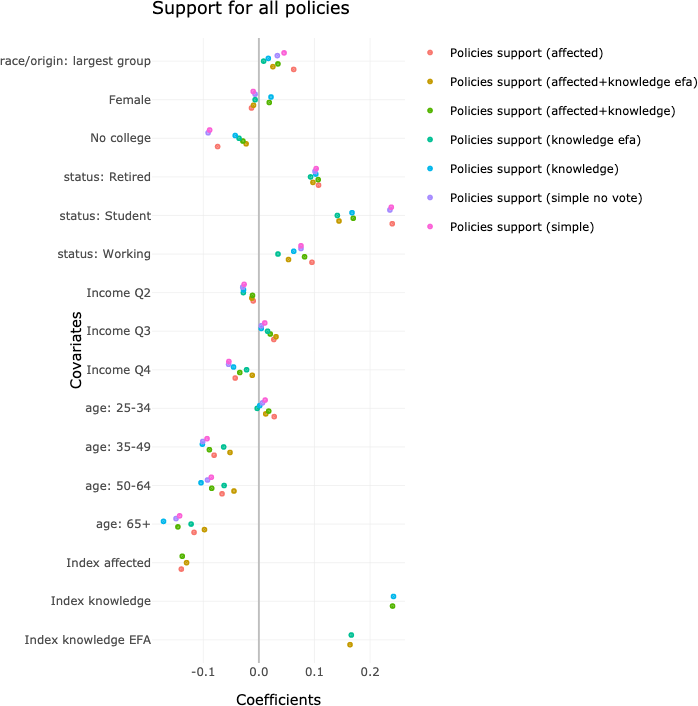 Support for all policies
race/origin: largest group
Female
No college
status: Retired
status: Student
status: Working
Income Q2
Income Q3
Income Q4
age: 25-34
age: 35-49
age: 50-64
age: 65+
Index affected
Index knowledge
Index knowledge EFA
Covariates
-0.1
0.0
0.1
0.2
Coefficients
Policies support (affected)
Policies support (affected+knowledge efa)
Policies support (affected+knowledge)
Policies support (knowledge efa)
Policies support (knowledge)
Policies support (simple no vote)
Policies support (simple)